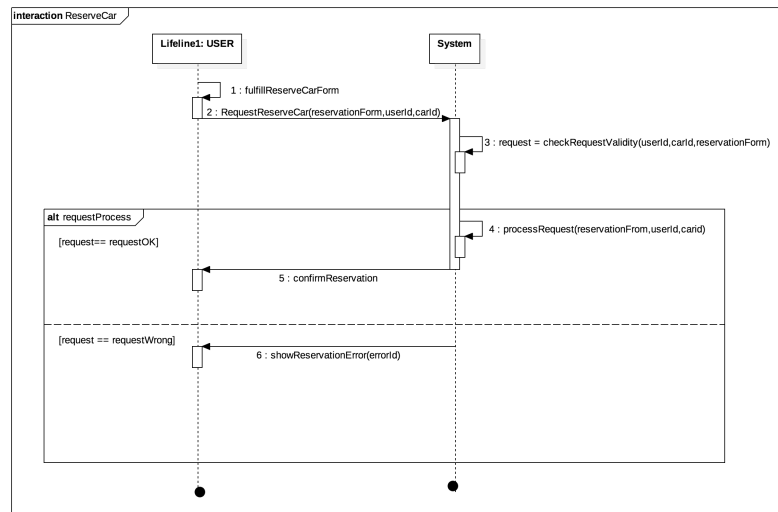 interaction ReserveCar
Lifeline1: USER
System
1 : fulfillReserveCarForm
2 : RequestReserveCar(reservationForm,userId,carId)
3 : request = checkRequestValidity(userId,carId,reservationForm)
alt requestProcess
4 : processRequest(reservationFrom,userId,carid)
[request== requestOK]
5 : confirmReservation
[request == requestWrong]
6 : showReservationError(errorId)